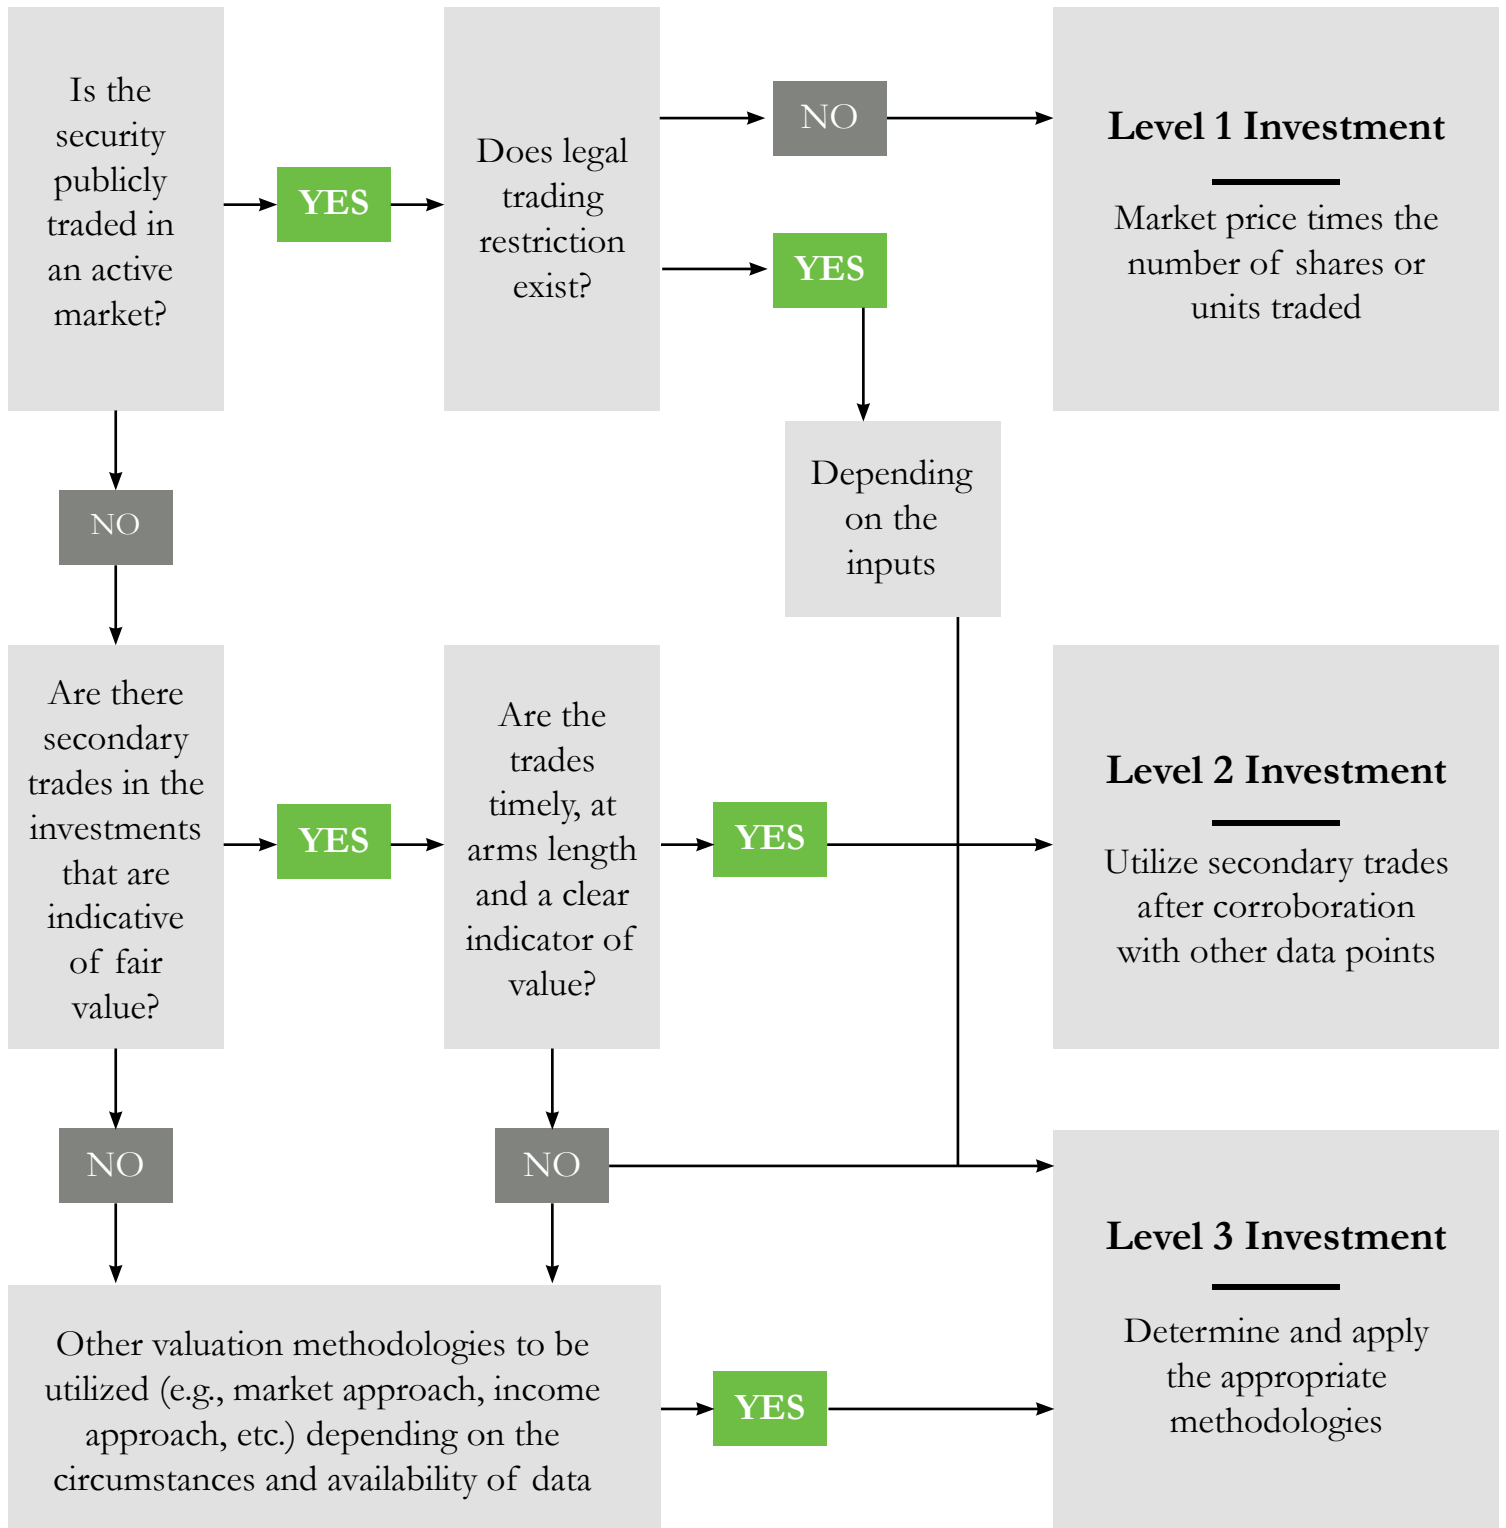 Is the
security
publicly
traded in
an active
market?
YES
Does legal
trading
restriction
exist?
NO
YES
Level 1 Investment
Market price times the
number of shares or
units traded
Depending
on the
inputs
NO
Are there
secondary
trades in the
investments
that are
indicative
of fair
value?
YES
Are the
trades
timely, at
arms length
and a clear
indicator of
value?
YES
Level 2 Investment
Utilize secondary trades
after corroboration
with other data points
NO
NO
Other valuation methodologies to be
utilized (e.g., market approach, income
approach, etc.) depending on the
circumstances and availability of data
YES
Level 3 Investment
Determine and apply
the appropriate
methodologies